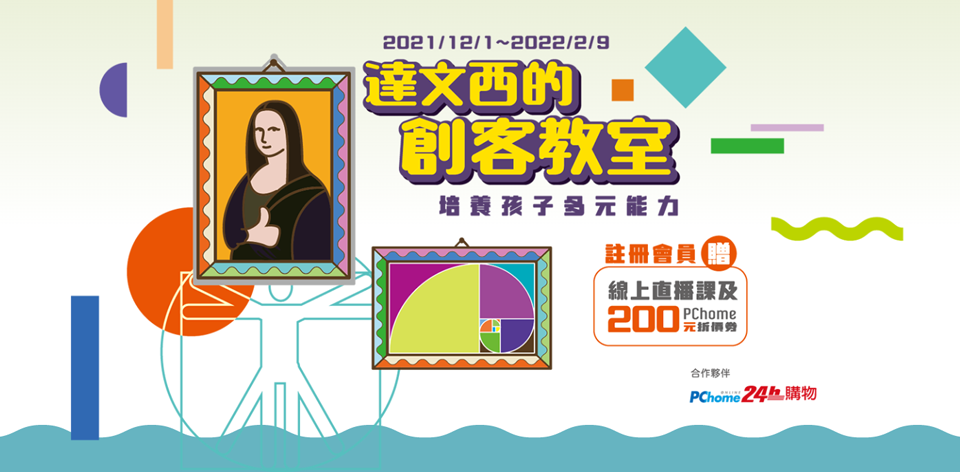 2021/12/1~2022/2/9
達文西的
創客教室
培養孩子多元能力
註冊會員 贈
線上直播課及
200 PChome
元折價券
合作夥伴
ONLINE
PChome 24h 購物